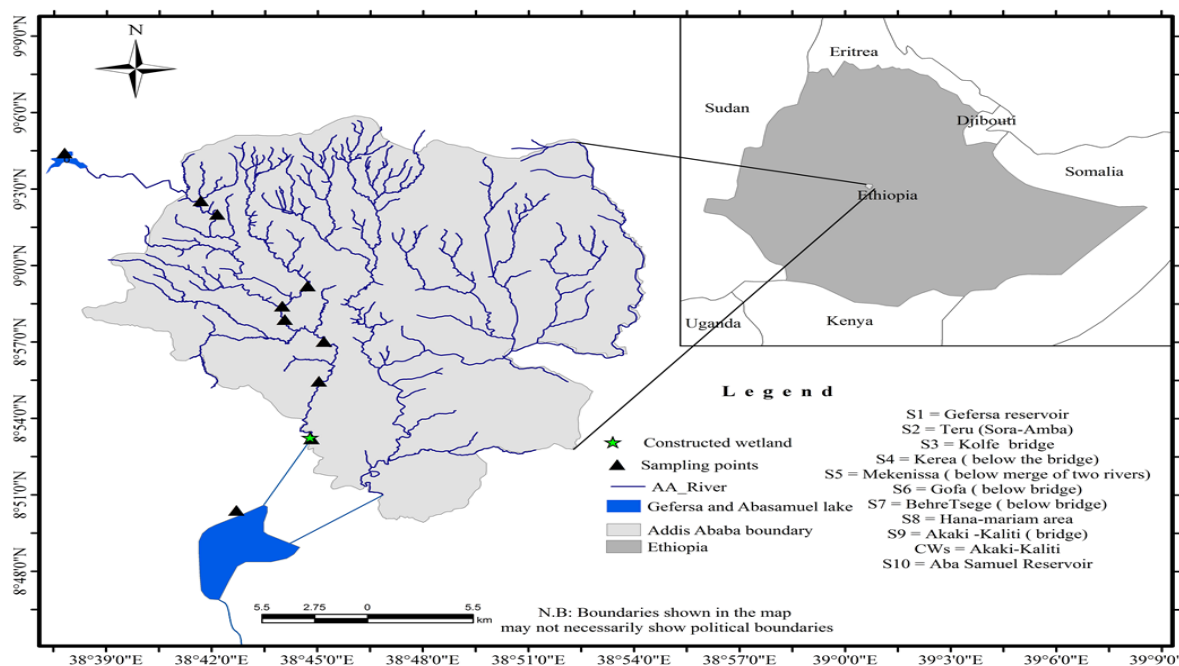 N
Eritrea
Sudan
Djibouti
Somalia
Ethiopia
Uganda
Kenya
9°9'0"N
9°6'0"N
9°3'0"N
9°0'0"N
8°57'0"N
8°54'0"N
8°51'0"N
8°48'0"N
Legend
Constructed wetland
Sampling points
AA_River
Gefersa and Abasamuel lake
Addis Ababa boundary
Ethiopia
S1 = Gefersa reservoir
S2 = Teru (Sora-Amba)
S3 = Kolfe bridge
S4 = Kerea ( below the bridge)
S5 = Mekenissa ( below merge of two rivers)
S6 = Gofa ( below bridge)
S7 = BehreTsege ( below bridge)
S8 = Hana-mariam area
S9 = Akaki -Kaliti ( bridge)
CWs = Akaki-Kaliti
S10 = Aba Samuel Reservoir
5.5 2.75 0 5.5
km
N.B: Boundaries shown in the map
may not necessarily show political boundaries
38°39'0"E 38°42'0"E 38°45'0"E 38°48'0"E 38°51'0"E 38°54'0"E 38°57'0"E 39°0'0"E 39°3'0"E 39°6'0"E 39°9'0"E